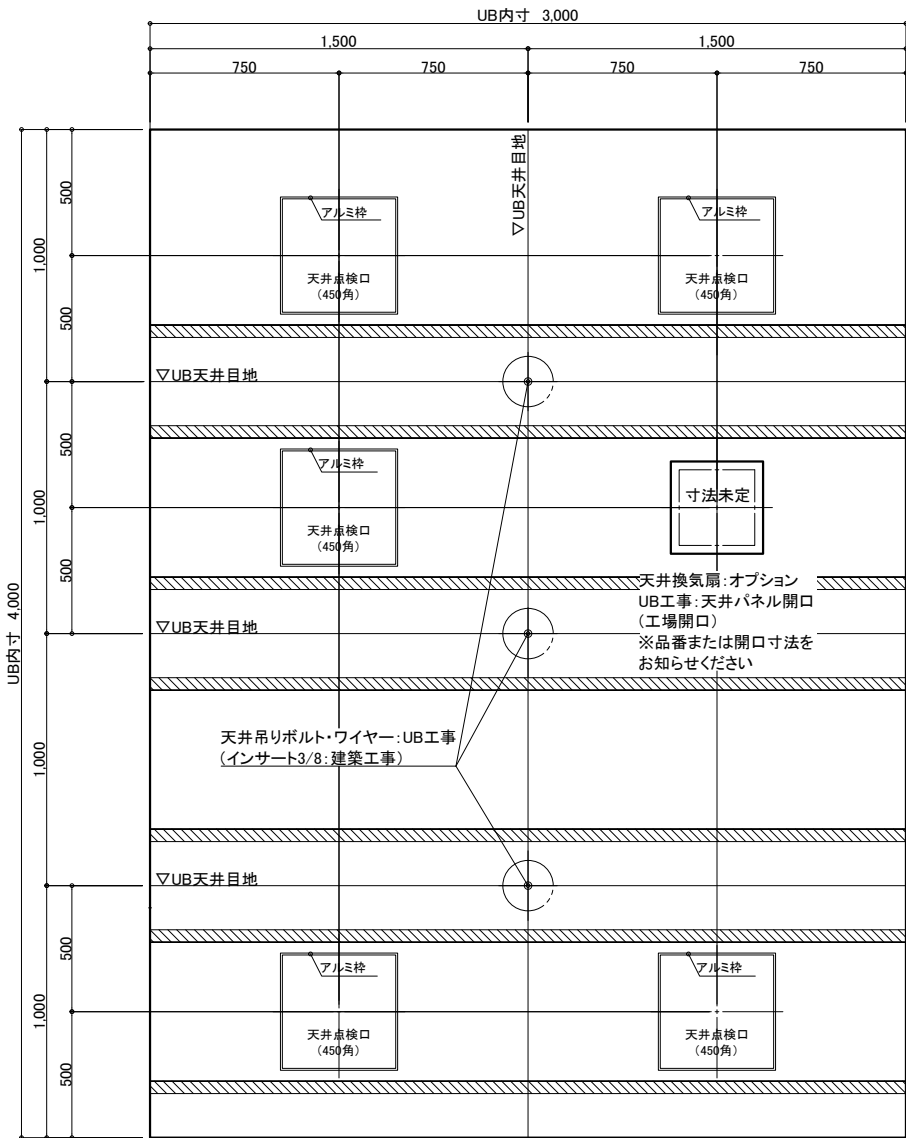 UB内寸 3,000
1,500
1,500
750
750
750
750
UB内寸 4,000
1,000
1,000
1,000
1,000
500
500
500
500
500
500
▽UB天井目地
アルミ枠
天井点検口
（450角）
アルミ枠
天井点検口
（450角）
▽UB天井目地
アルミ枠
天井点検口
（450角）
寸法未定
天井換気扇：オプション
UB工事：天井パネル開口
（工場開口）
※品番または開口寸法を
お知らせください
▽UB天井目地
天井吊りボルト・ワイヤー：UB工事
（インサート3/8：建築工事）
▽UB天井目地
アルミ枠
天井点検口
（450角）
アルミ枠
天井点検口
（450角）